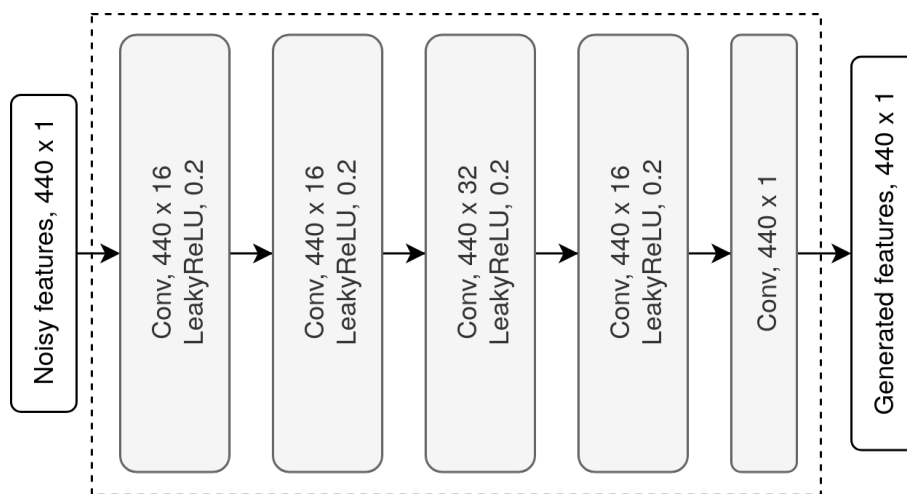 Noisy features, 440 x 1
Conv, 440 x 16
LeakyReLU, 0.2
Conv, 440 x 16
LeakyReLU, 0.2
Conv, 440 x 32
LeakyReLU, 0.2
Conv, 440 x 16
LeakyReLU, 0.2
Conv, 440 x 1
Generated features, 440 x 1